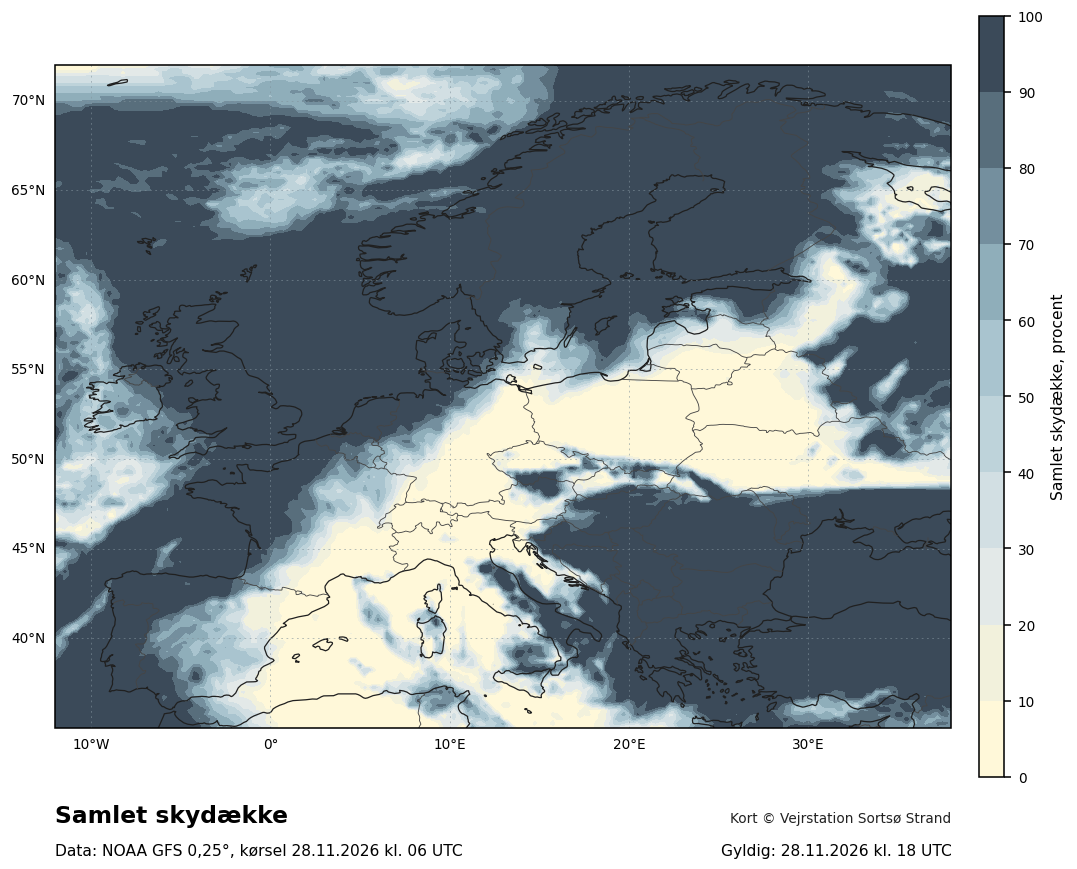 100
90
80
70
60
50
40
30
20
10
0
Samlet skydække, procent
70°N
65°N
60°N
55°N
50°N
45°N
40°N
10°W
0°
10°E
20°E
30°E
Samlet skydække
Kort © Vejrstation Sortsø Strand
Data: NOAA GFS 0,25°, kørsel 28.11.2026 kl. 06 UTC
Gyldig: 28.11.2026 kl. 18 UTC